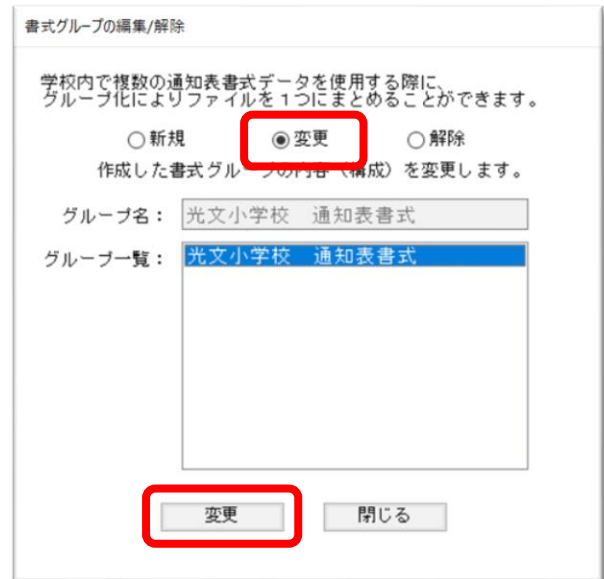 書式グループの編集/解除
学校内で複数の通知表書式データを使用する際に、
グループ化によりファイルを1つにまとめることができます。
○新規 ◉変更 ○解除
作成した書式グループの内容（構成）を変更します。
グループ名： 光文小学校　通知表書式
グループ一覧： 光文小学校　通知表書式
変更 閉じる